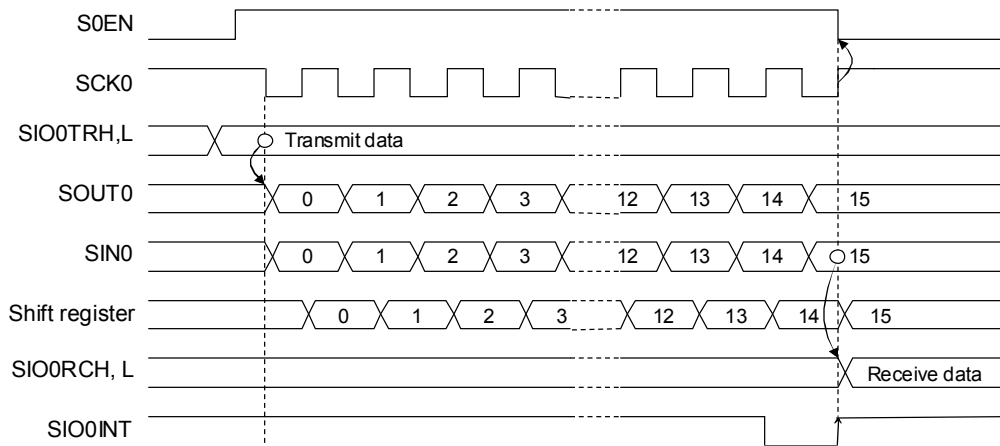 S0EN
SCK0
SIO0TRH,L Transmit data
SOUT0 0 1 2 3 12 13 14 15
SIN0 0 1 2 3 12 13 14 15
Shift register 0 1 2 3 12 13 14 15
SIO0RCH, L Receive data
SIO0INT